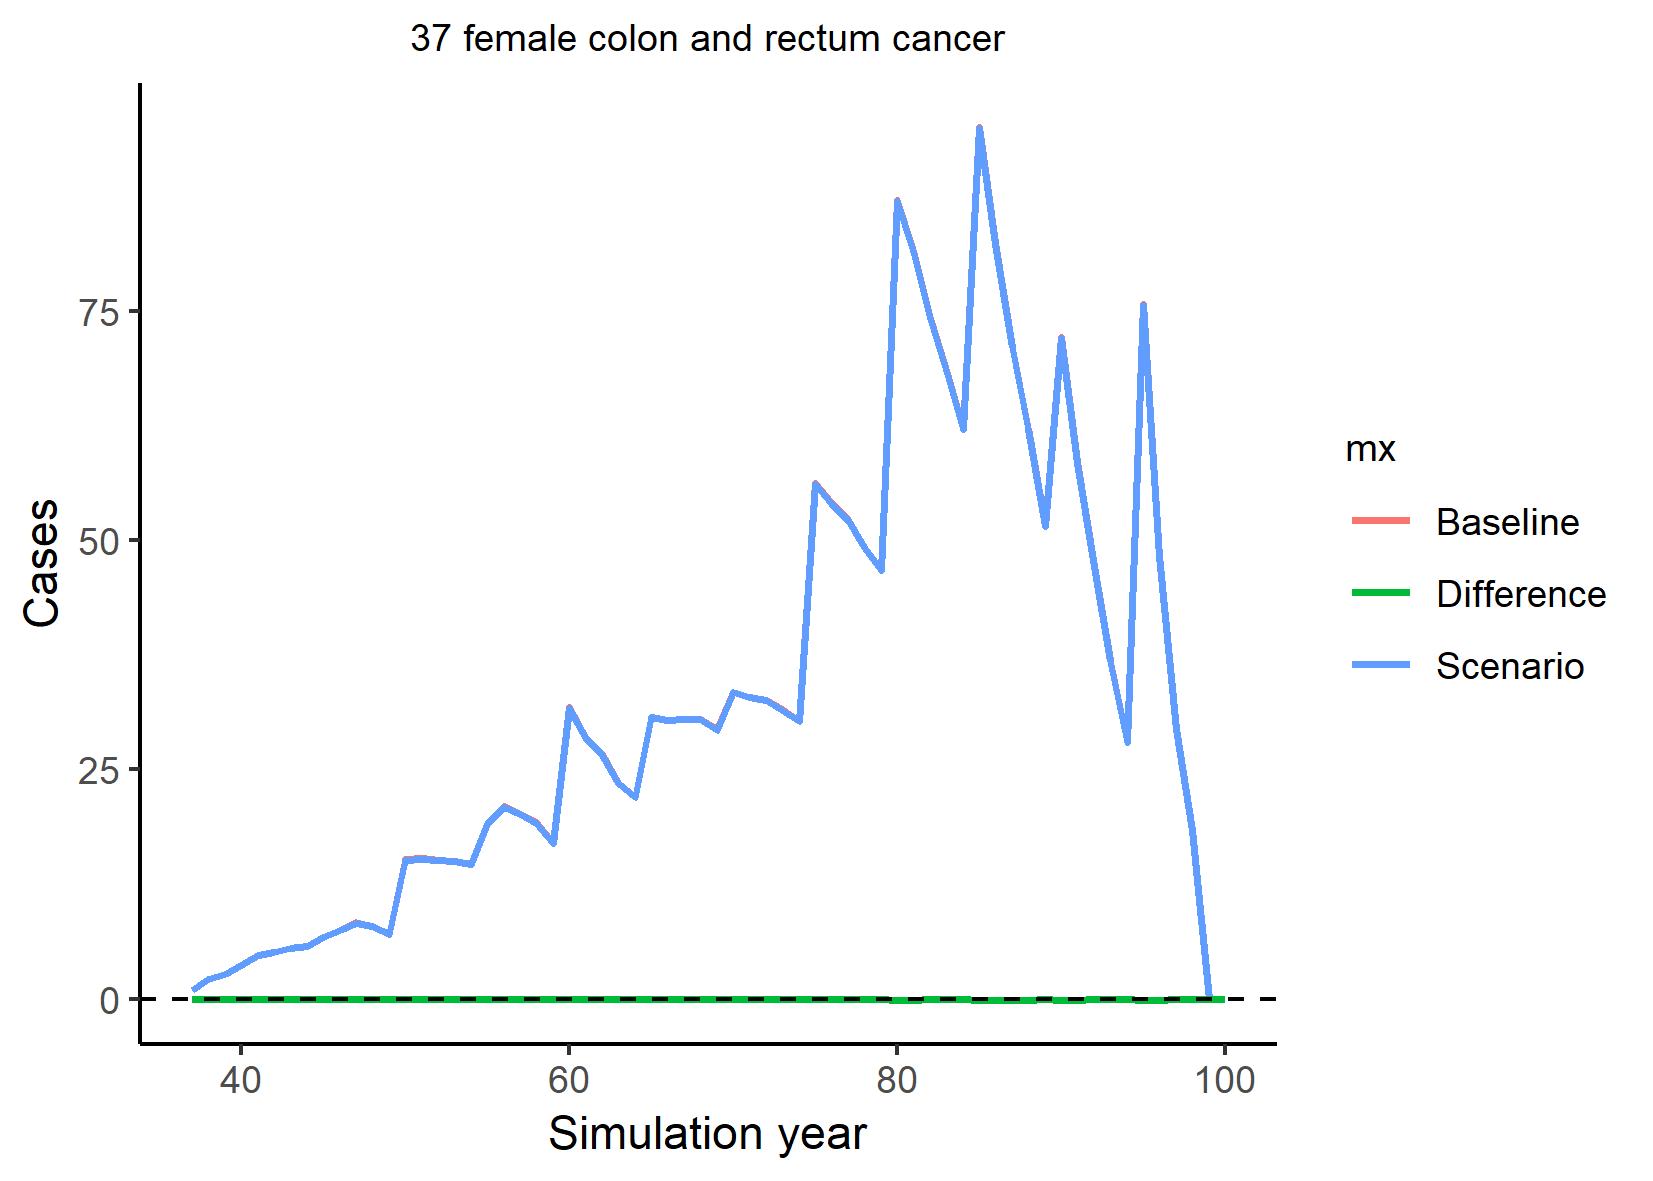 37 female colon and rectum cancer
Cases
75
50
25
0
40 60 80 100
Simulation year
mx
Baseline
Difference
Scenario